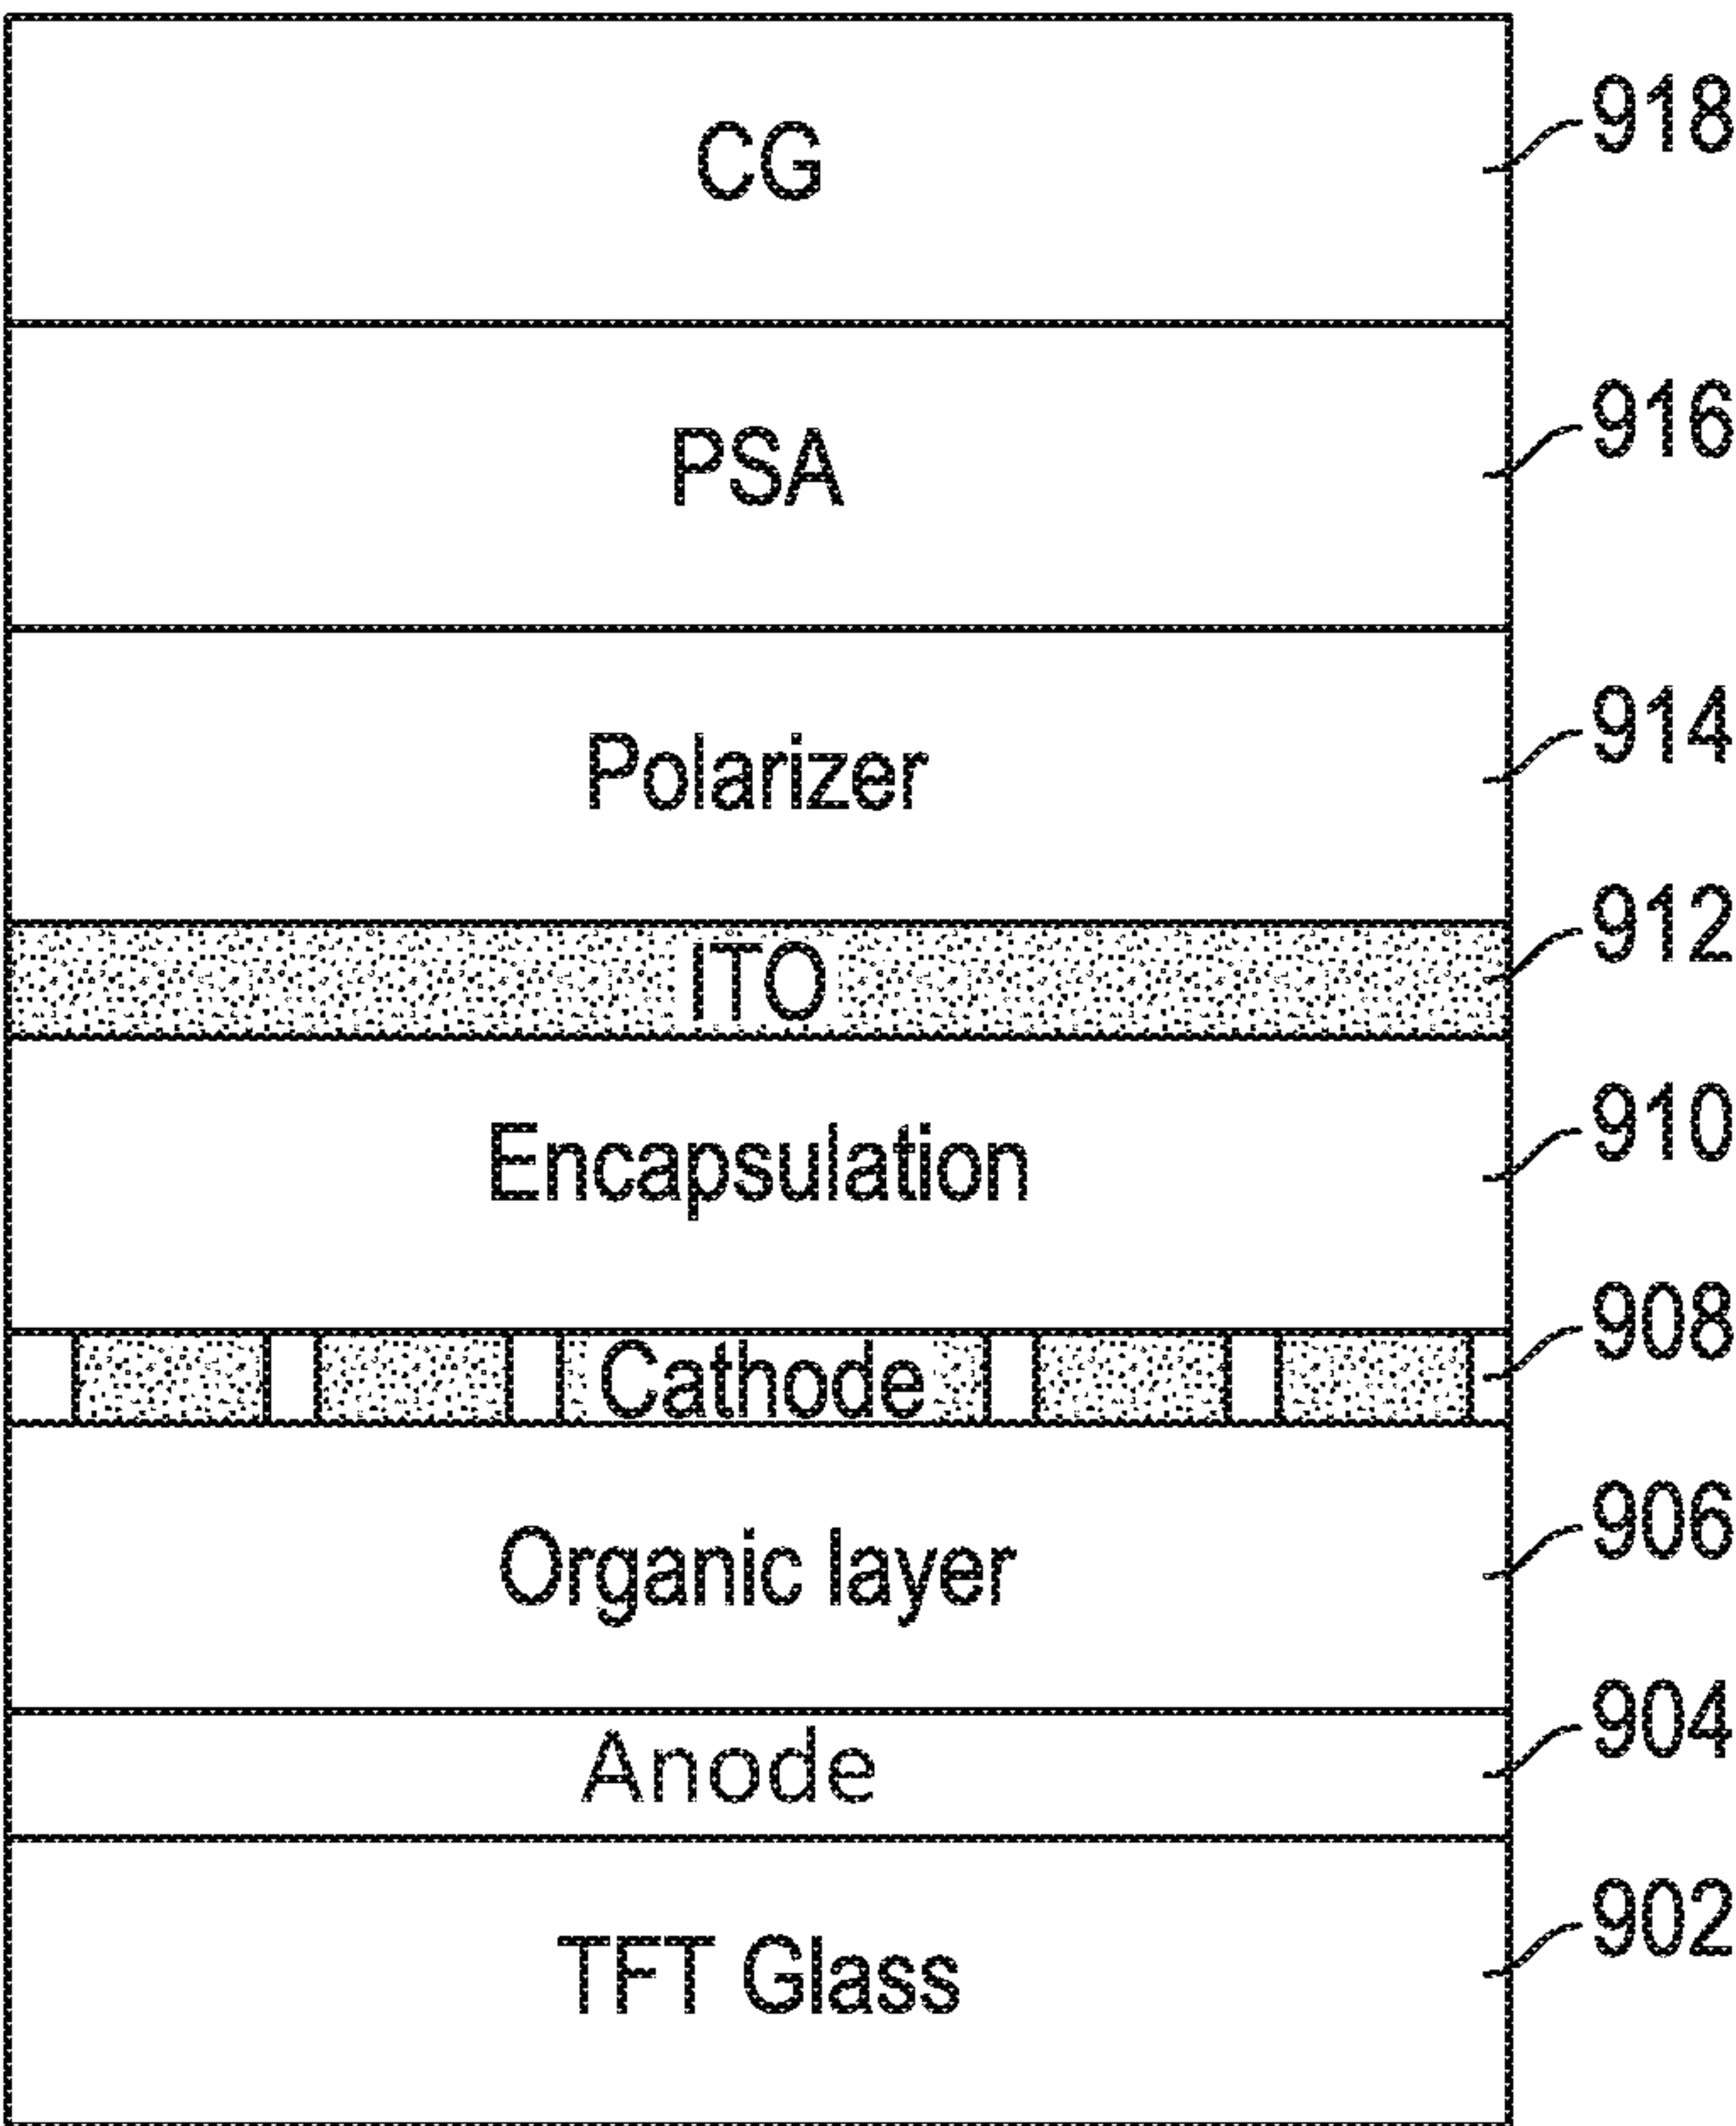 CG 918
PSA 916
Polarizer 914
ITO 912
Encapsulation 910
Cathode 908
Organic layer 906
Anode 904
TFT Glass 902